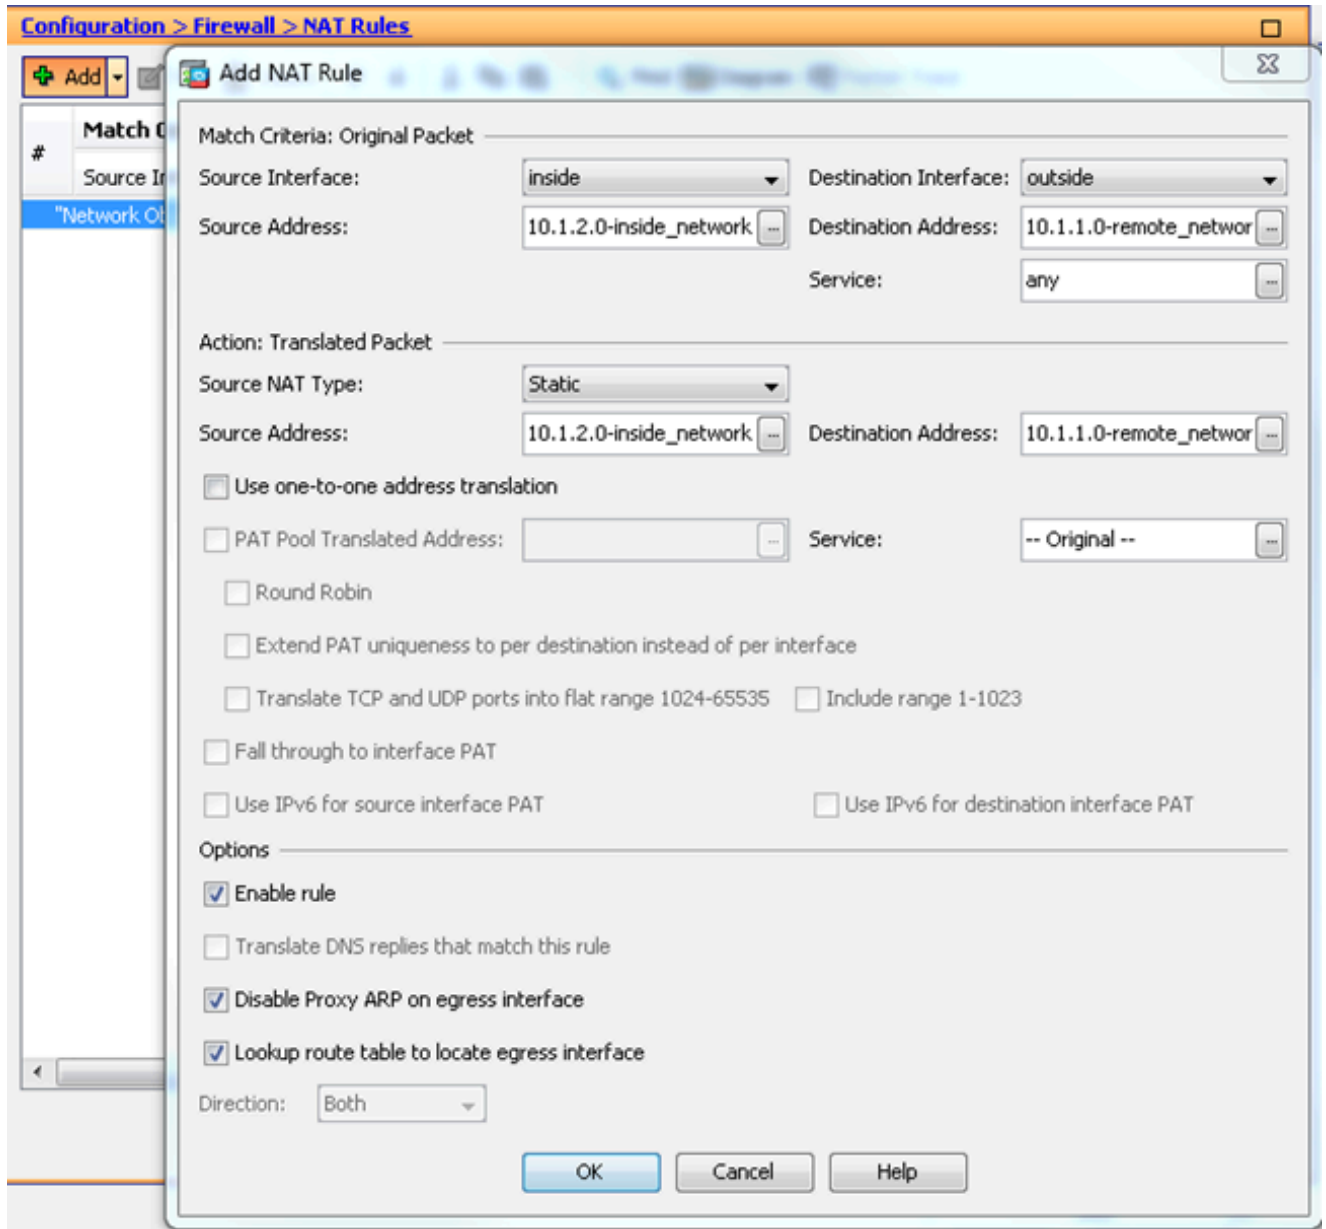 Configuration > Firewall > NAT Rules
Add
Add NAT Rule
#
Match C
Source In
"Network Ob
Match Criteria: Original Packet
Source Interface: inside Destination Interface: outside
Source Address: 10.1.2.0-inside_network ... Destination Address: 10.1.1.0-remote_networ ...
Service: any ...
Action: Translated Packet
Source NAT Type: Static
Source Address: 10.1.2.0-inside_network ... Destination Address: 10.1.1.0-remote_networ ...
Use one-to-one address translation
PAT Pool Translated Address: ... Service: -- Original -- ...
Round Robin
Extend PAT uniqueness to per destination instead of per interface
Translate TCP and UDP ports into flat range 1024-65535 Include range 1-1023
Fall through to interface PAT
Use IPv6 for source interface PAT Use IPv6 for destination interface PAT
Options
Enable rule
Translate DNS replies that match this rule
Disable Proxy ARP on egress interface
Lookup route table to locate egress interface
Direction: Both
OK Cancel Help